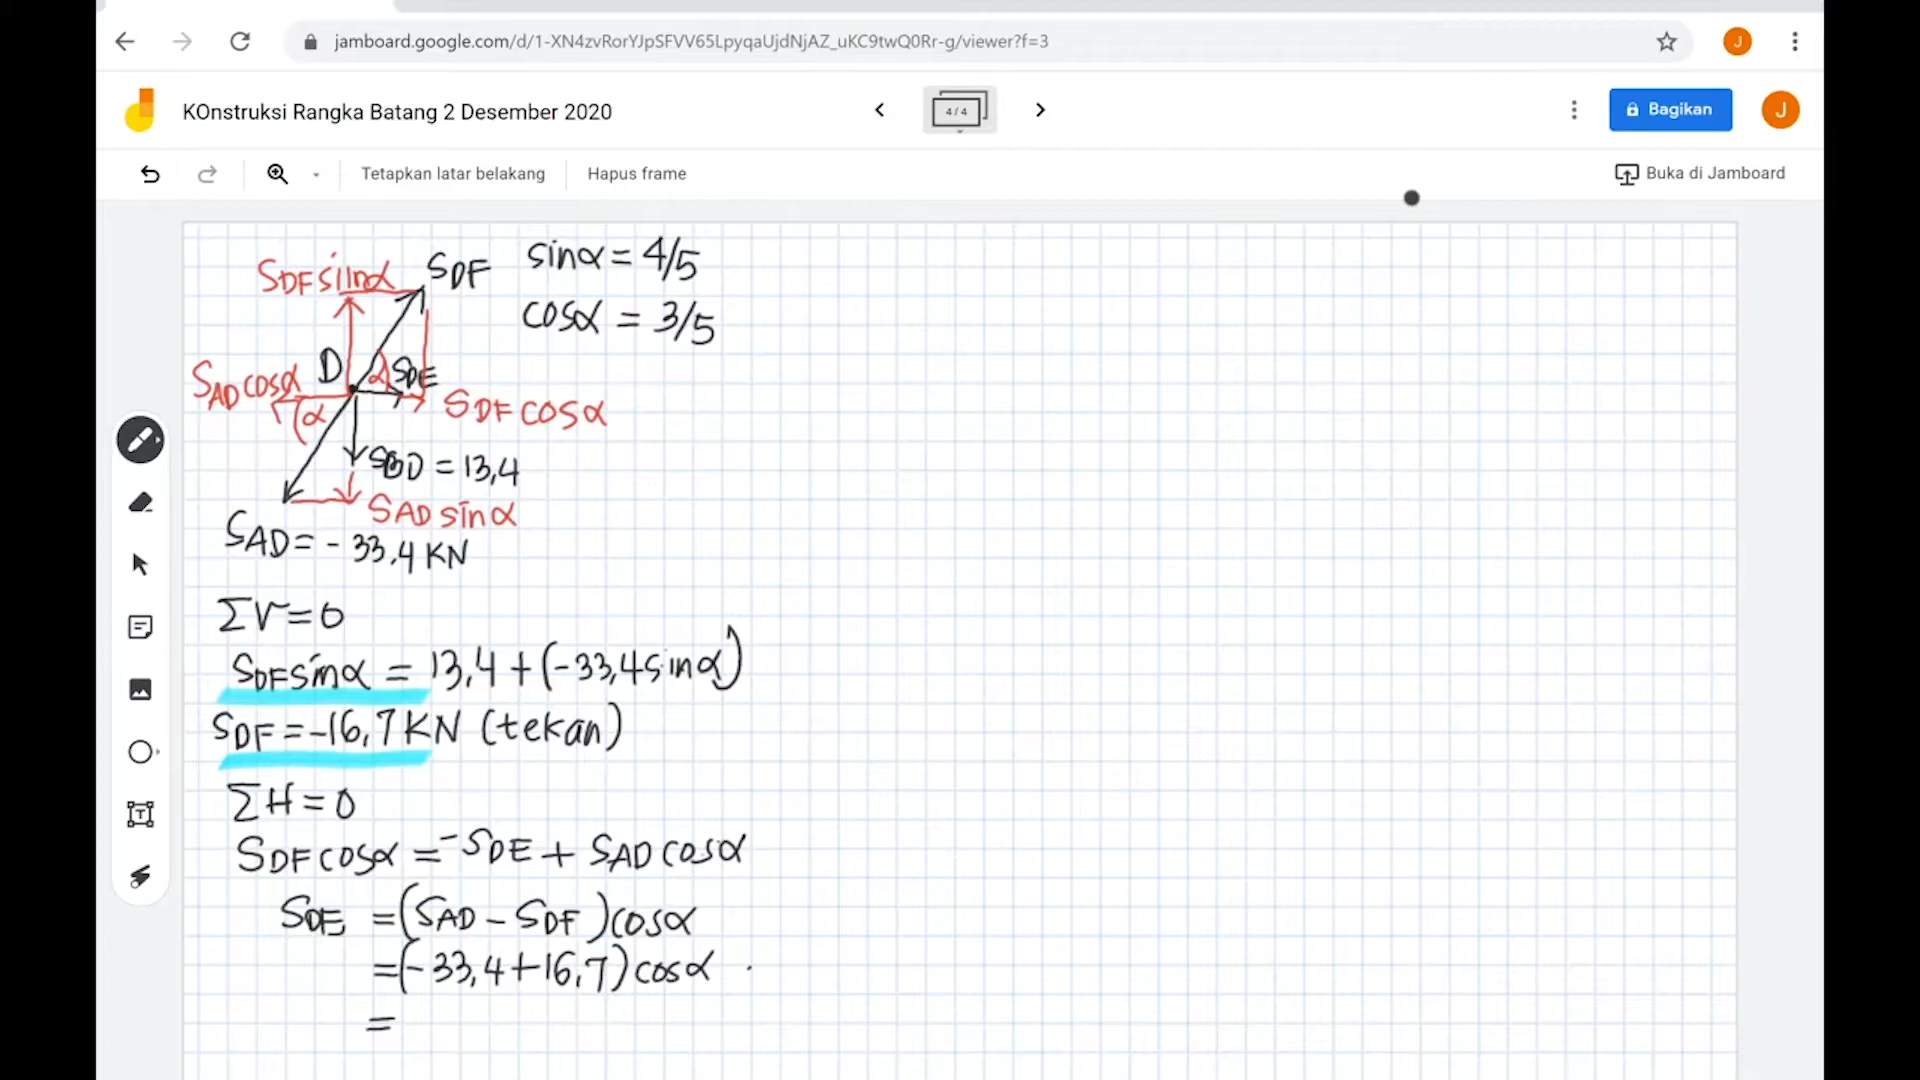 jamboard.google.com/d/1-XN4zvRorYJpSFVV65LpyqaUjdNjAZ_uKC9twQ0Rr-g/viewer?f=3
J
KOnstruksi Rangka Batang 2 Desember 2020
4 / 4
Bagikan
J
Tetapkan latar belakang
Hapus frame
Buka di Jamboard
SDF sinα
SDF
sinα = 4/5
cosα = 3/5
D
α
SDE
SAD cosα
α
SDF cosα
SBD = 13,4
SAD sinα
SAD = - 33,4 KN
ΣV = 0
SDF sinα = 13,4 + (-33,4 sinα)
SDF = -16,7 KN (tekan)
ΣH = 0
SDF cosα = -SDE + SAD cosα
SDE = (SAD - SDF) cosα
= (-33,4 + 16,7) cosα
=